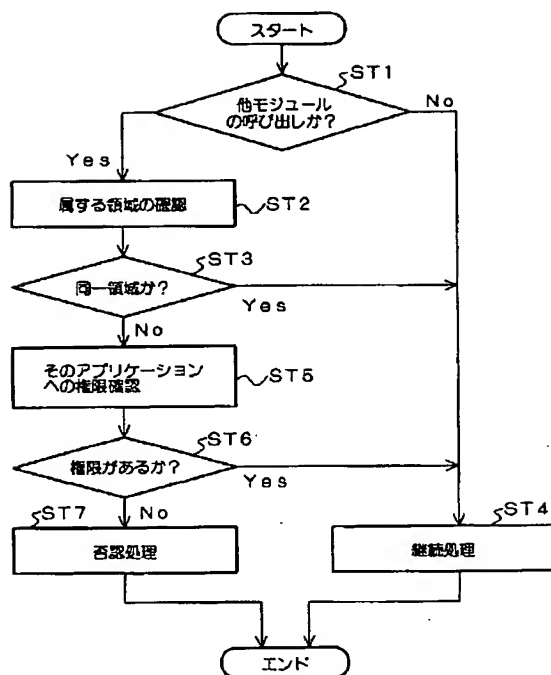 スタート
ST1
他モジュール
の呼び出しか?
No
Yes
属する領域の確認
ST2
ST3
同一領域か?
Yes
No
そのアプリケーション
への権限確認
ST5
ST6
権限があるか?
Yes
ST7
No
ST4
否認処理
継続処理
エンド